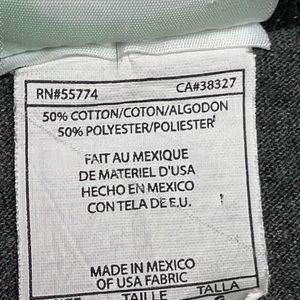 RN#55774 CA#38327
50% COTTON/COTON/ALGODON
50% POLYESTER/POLIESTER
FAIT AU MEXIQUE
DE MATERIEL D'USA
HECHO EN MEXICO
CON TELA DE E.U.
MADE IN MEXICO
OF USA FABRIC
TAILLE TALLA